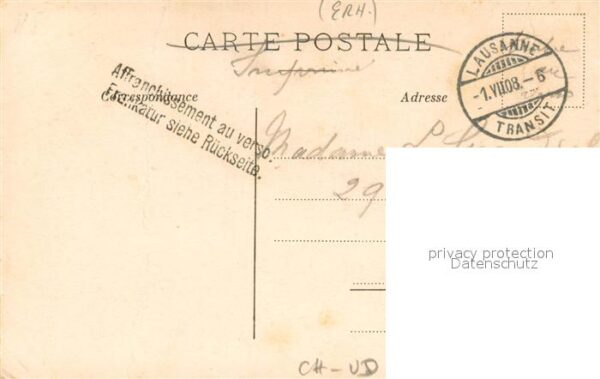 (ERH.)
CARTE POSTALE
Imprimé
LAUSANNE
-1.VII.08.-6
TRANSIT
Affranchissement au verso.
Frankatur siehe Rückseite.
Correspondance
Adresse
Madame
29
privacy protection
Datenschutz
CH-VD